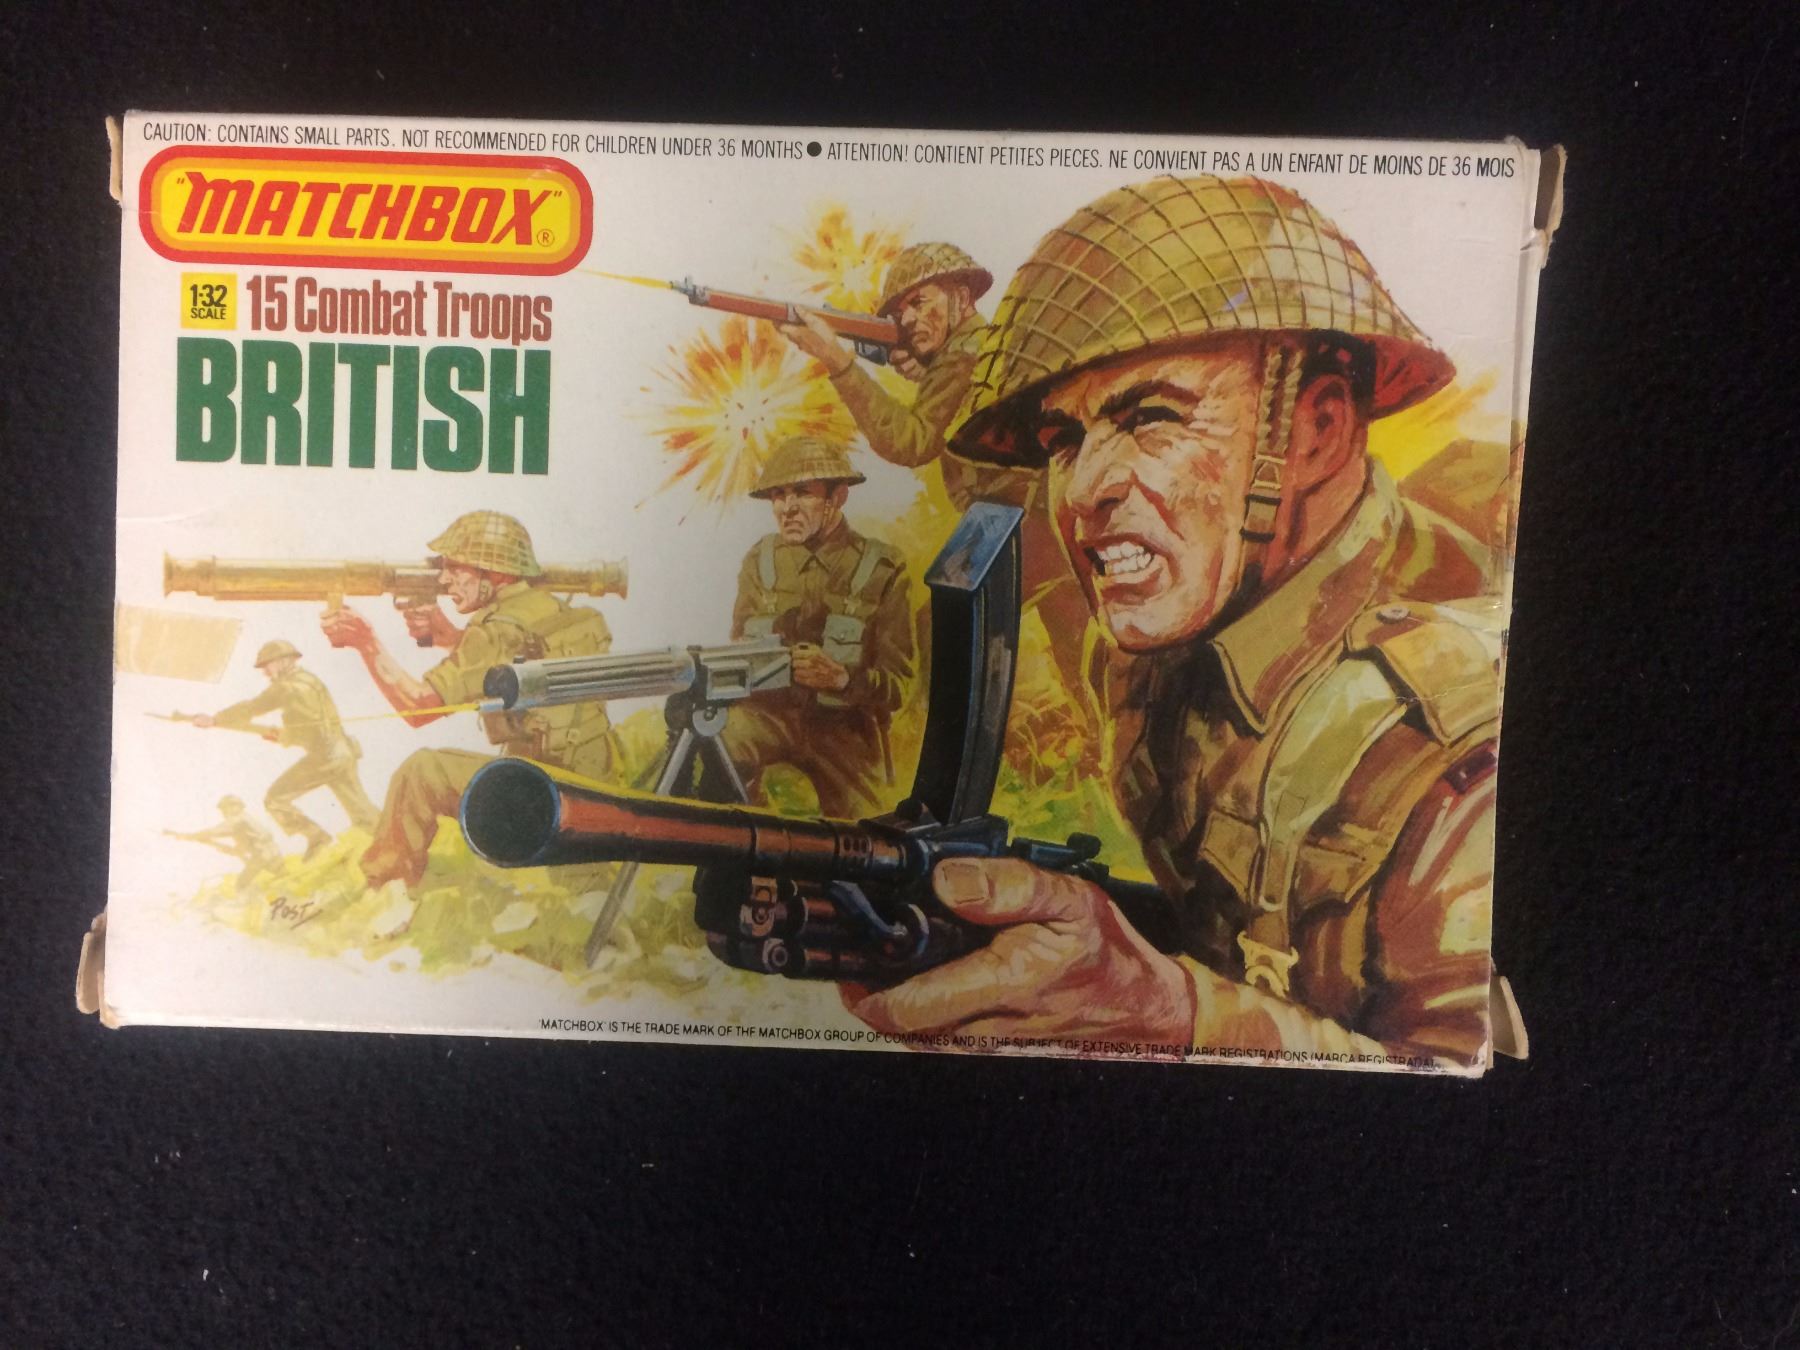 CAUTION: CONTAINS SMALL PARTS. NOT RECOMMENDED FOR CHILDREN UNDER 36 MONTHS ● ATTENTION! CONTIENT PETITES PIECES. NE CONVIENT PAS A UN ENFANT DE MOINS DE 36 MOIS
"MATCHBOX" ®
1:32 SCALE 15 Combat Troops
BRITISH
POST
'MATCHBOX' IS THE TRADE MARK OF THE MATCHBOX GROUP OF COMPANIES AND IS THE SUBJECT OF EXTENSIVE TRADE MARK REGISTRATIONS (MARCA REGISTRADA).